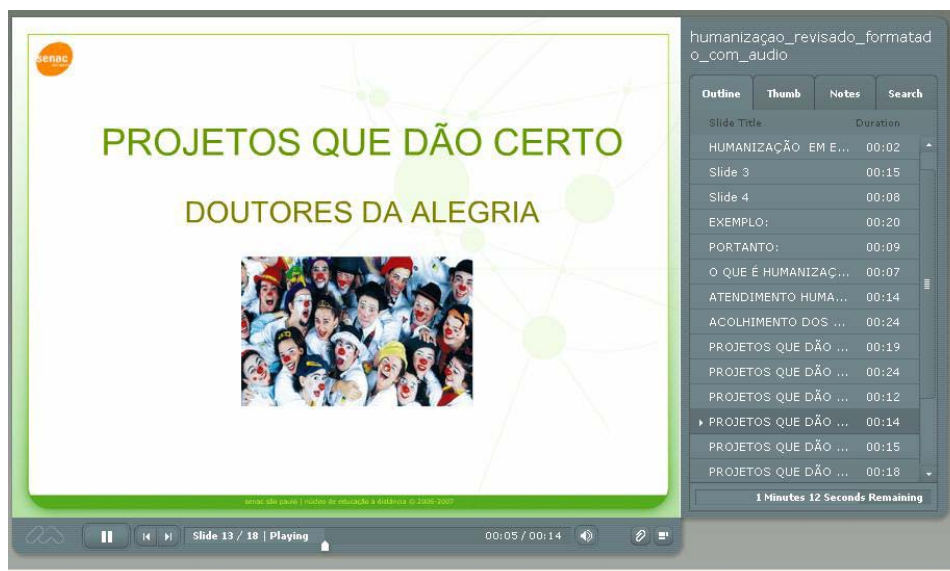 senac
PROJETOS QUE DÃO CERTO
DOUTORES DA ALEGRIA
senac são paulo | núcleo de educação a distância © 2006-2007
Slide 13 / 18 | Playing
00:05 / 00:14
humanizaçao_revisado_formatad
o_com_audio
Outline Thumb Notes Search
Slide Title Duration
HUMANIZAÇÃO EM E... 00:02
Slide 3 00:15
Slide 4 00:08
EXEMPLO: 00:20
PORTANTO: 00:09
O QUE É HUMANIZAÇ... 00:07
ATENDIMENTO HUMA... 00:14
ACOLHIMENTO DOS ... 00:24
PROJETOS QUE DÃO ... 00:19
PROJETOS QUE DÃO ... 00:24
PROJETOS QUE DÃO ... 00:12
PROJETOS QUE DÃO ... 00:14
PROJETOS QUE DÃO ... 00:15
PROJETOS QUE DÃO ... 00:18
1 Minutes 12 Seconds Remaining